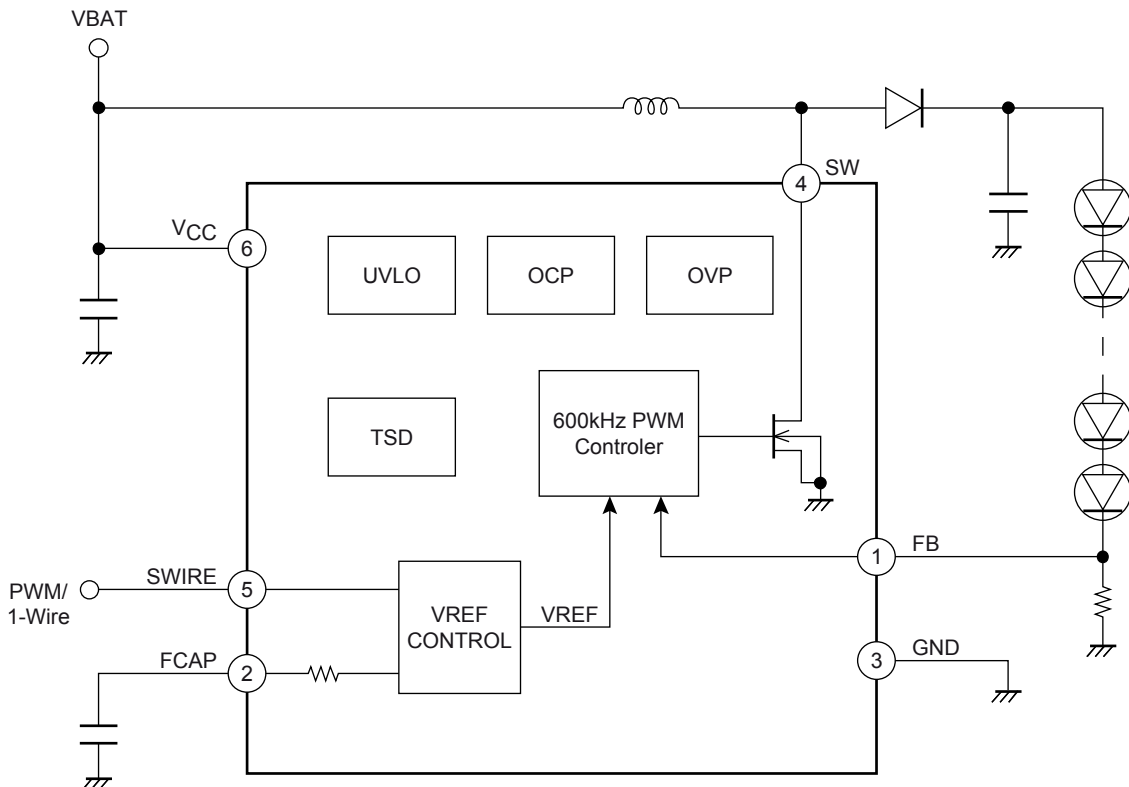 VBAT
SW
4
VCC
6
UVLO
OCP
OVP
TSD
600kHz PWM
Controler
1
FB
PWM/
1-Wire
SWIRE
5
VREF
CONTROL
VREF
FCAP
2
3
GND